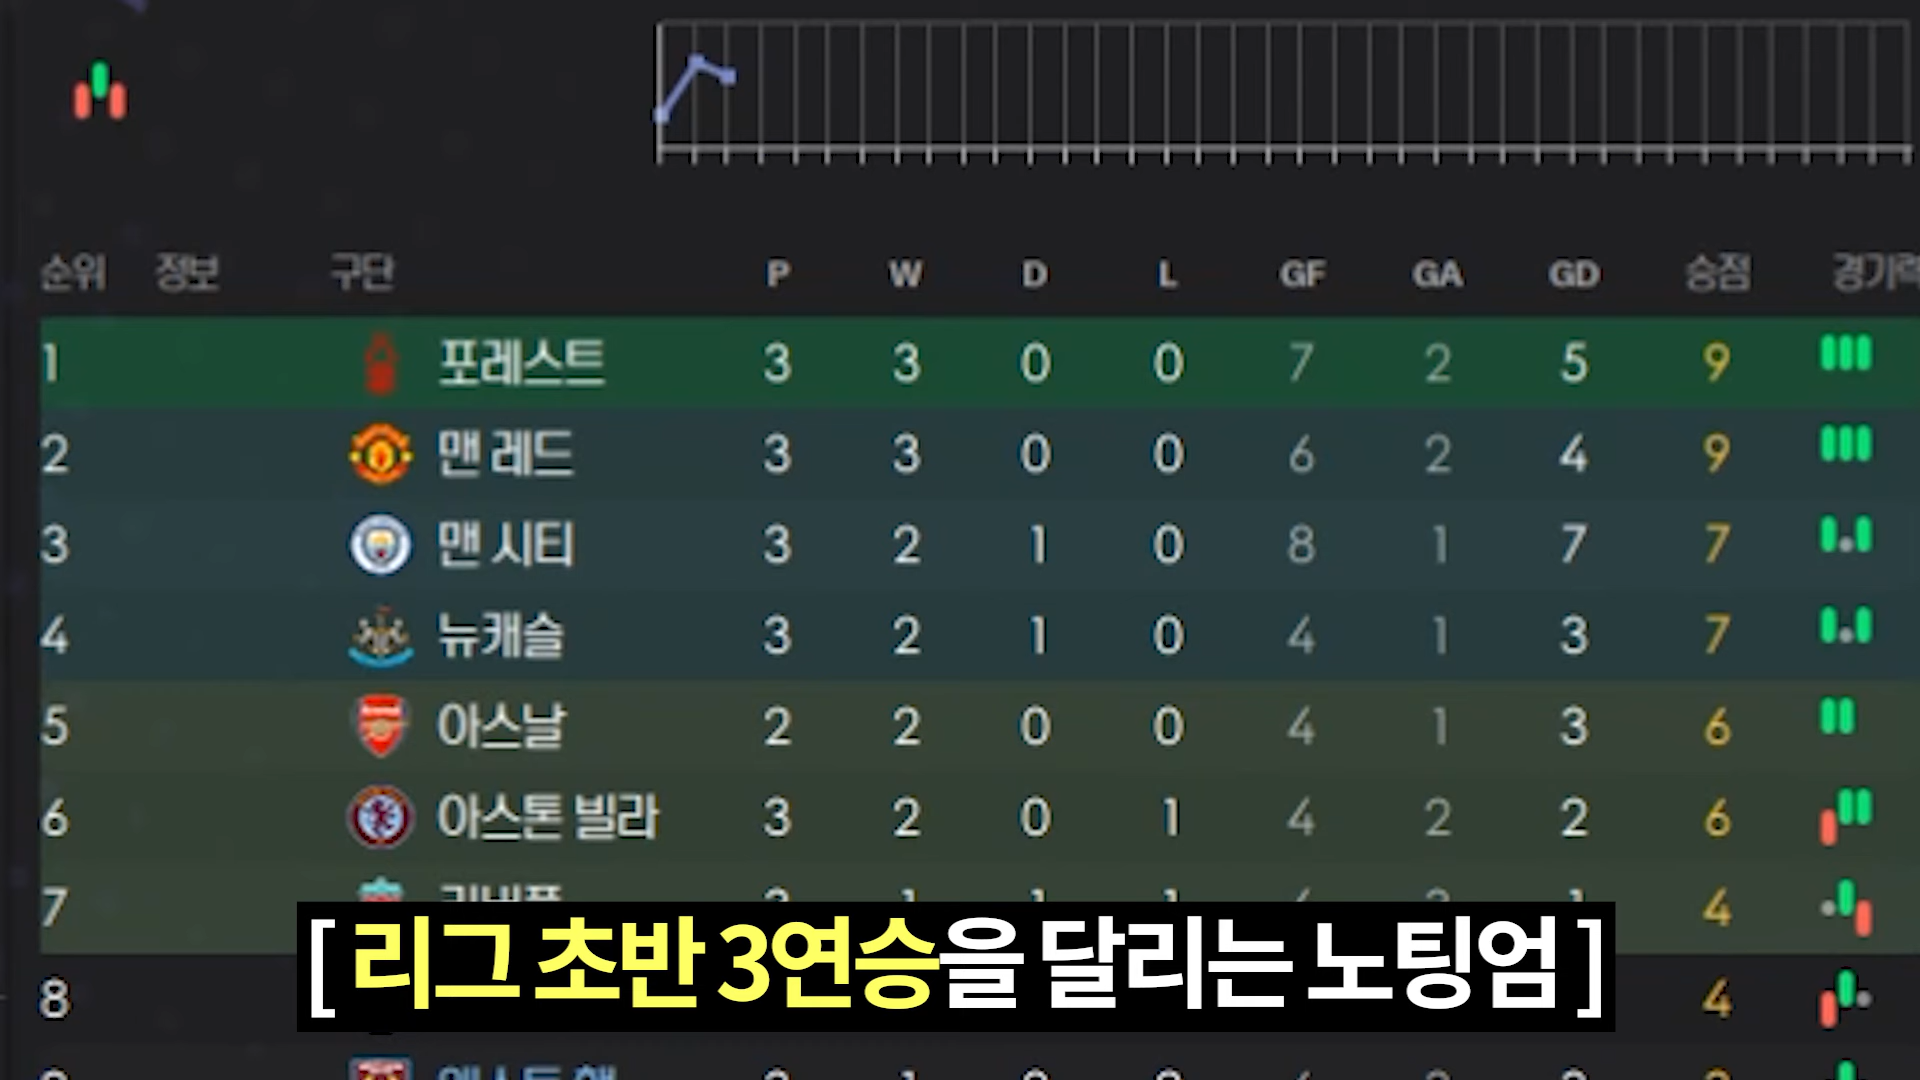 순위 정보 구단 P W D L GF GA GD 승점 경기력
1 포레스트 3 3 0 0 7 2 5 9
2 맨 레드 3 3 0 0 6 2 4 9
3 맨 시티 3 2 1 0 8 1 7 7
4 뉴캐슬 3 2 1 0 4 1 3 7
5 아스날 2 2 0 0 4 1 3 6
6 아스톤 빌라 3 2 0 1 4 2 2 6
7 4
[ 리그 초반 3연승을 달리는 노팅엄 ]
8 4